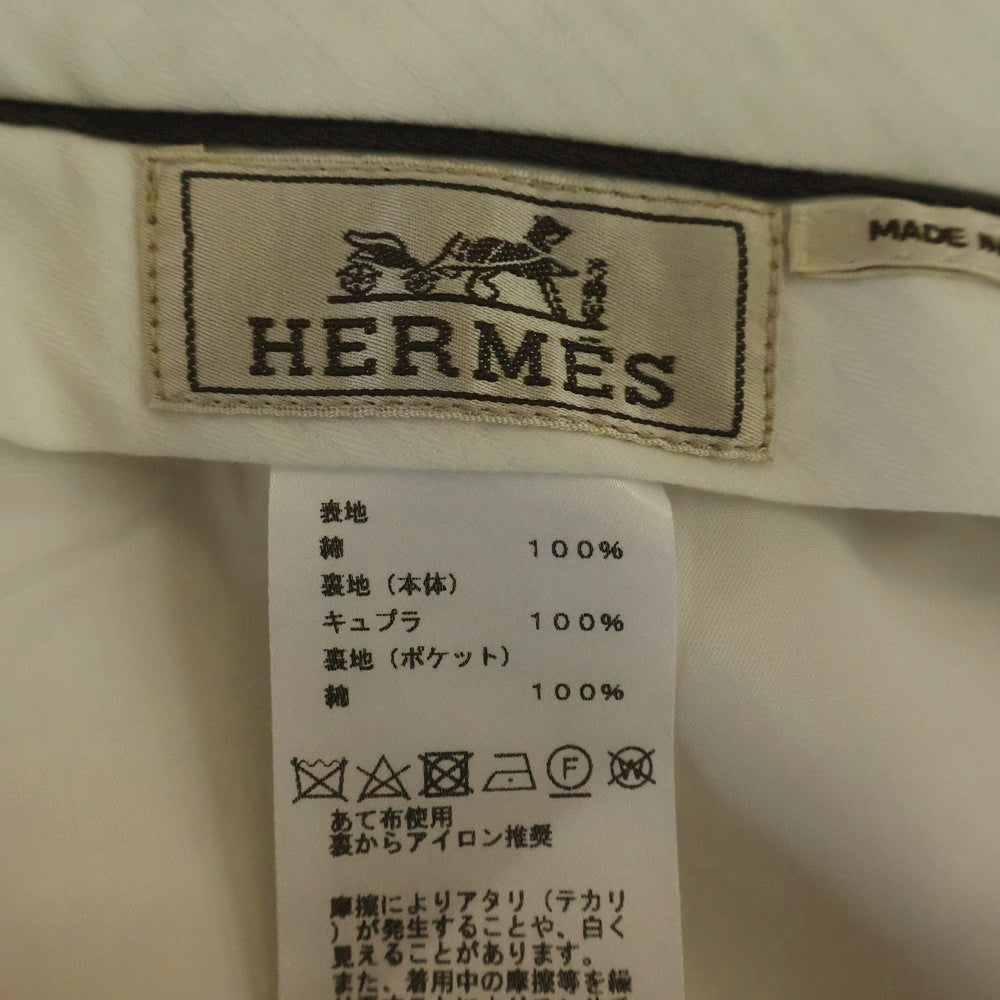 HERMÈS
MADE
表地
綿 100%
裏地（本体）
キュプラ 100%
裏地（ポケット）
綿 100%
F
W
あて布使用
裏からアイロン推奨
摩擦によりアタリ（テカリ
）が発生することや、白く
見えることがあります。
また、着用中の摩擦等を繰